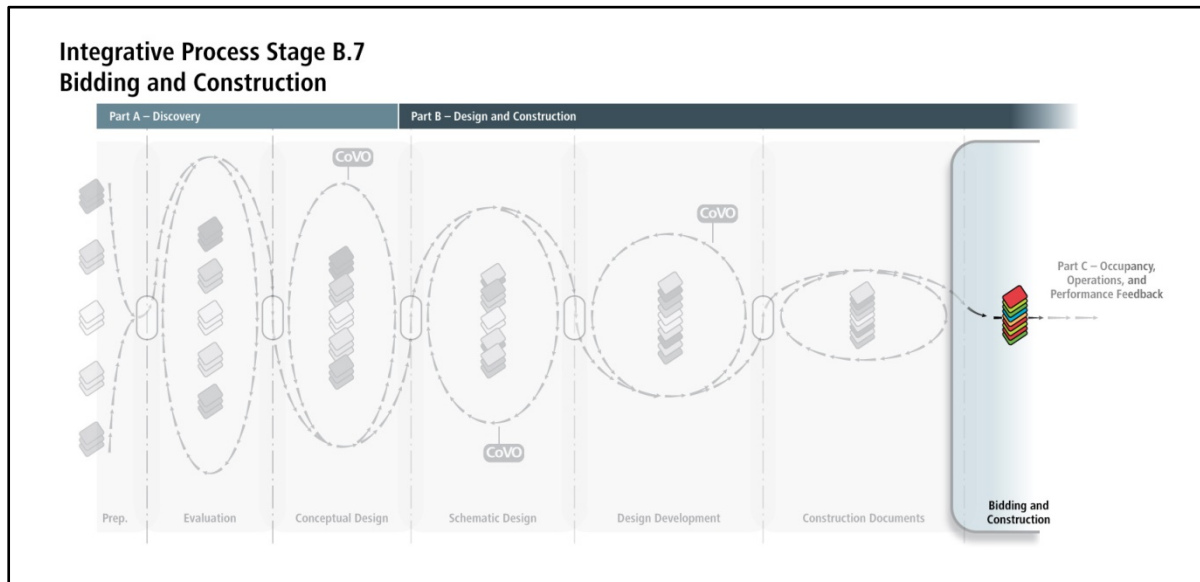 Integrative Process Stage B.7
Bidding and Construction
Part A – Discovery
Part B – Design and Construction
CoVO
CoVO
CoVO
Part C – Occupancy,
Operations, and
Performance Feedback
Prep.
Evaluation
Conceptual Design
Schematic Design
Design Development
Construction Documents
Bidding and
Construction